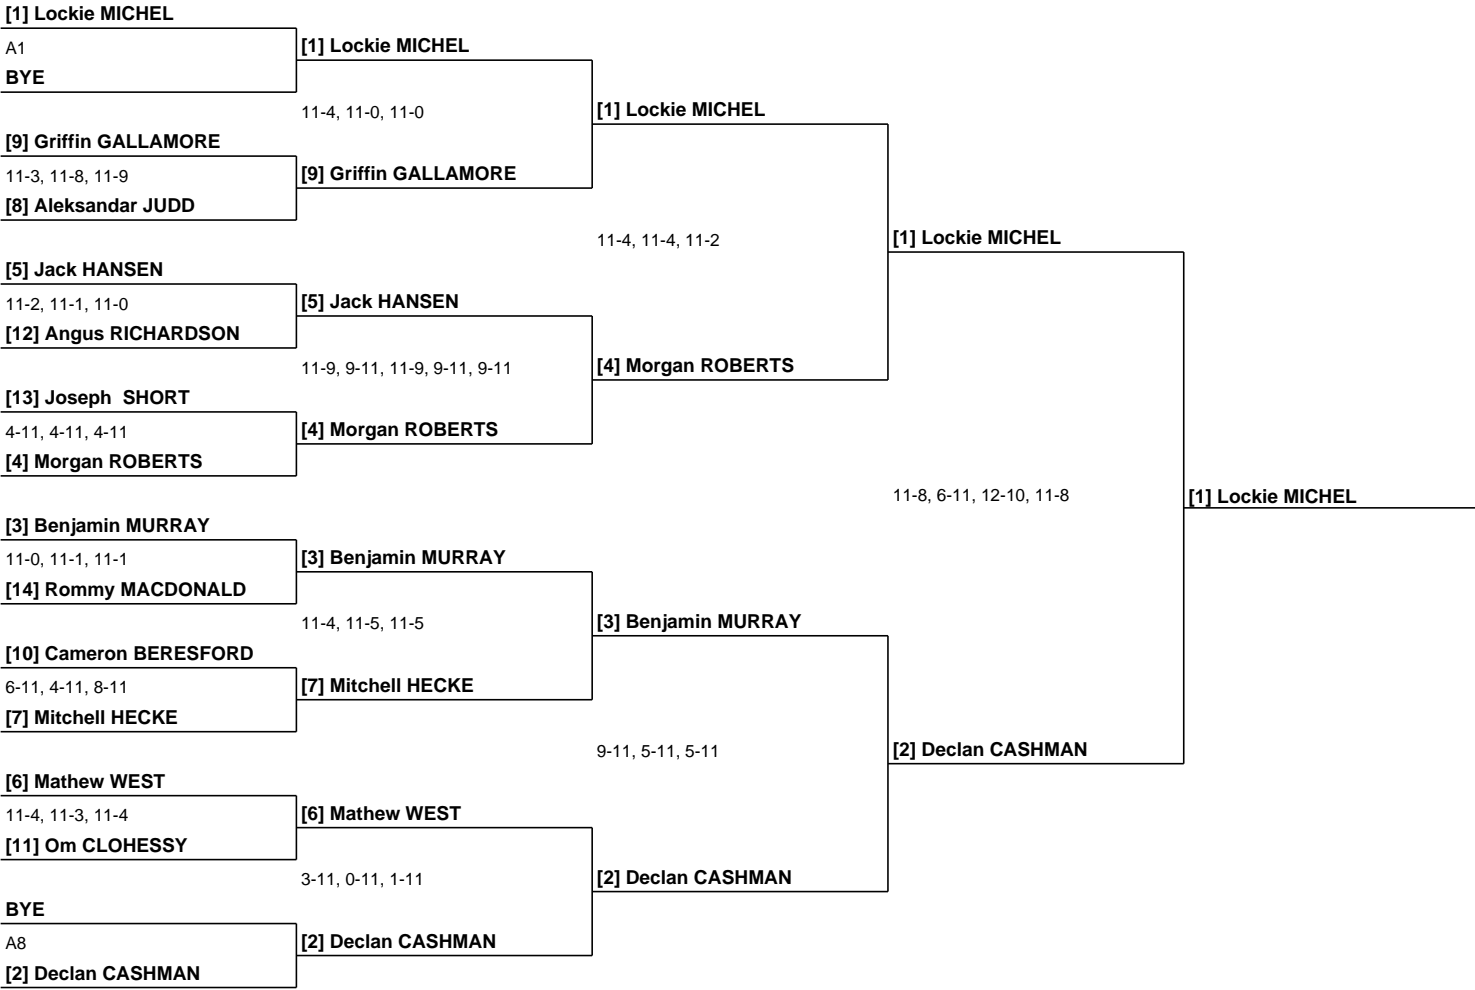 [1] Lockie MICHEL
A1
BYE
[9] Griffin GALLAMORE
11-3, 11-8, 11-9
[8] Aleksandar JUDD
[5] Jack HANSEN
11-2, 11-1, 11-0
[12] Angus RICHARDSON
[13] Joseph  SHORT
4-11, 4-11, 4-11
[4] Morgan ROBERTS
[3] Benjamin MURRAY
11-0, 11-1, 11-1
[14] Rommy MACDONALD
[10] Cameron BERESFORD
6-11, 4-11, 8-11
[7] Mitchell HECKE
[6] Mathew WEST
11-4, 11-3, 11-4
[11] Om CLOHESSY
BYE
A8
[2] Declan CASHMAN
[1] Lockie MICHEL
11-4, 11-0, 11-0
[9] Griffin GALLAMORE
[5] Jack HANSEN
11-9, 9-11, 11-9, 9-11, 9-11
[4] Morgan ROBERTS
[3] Benjamin MURRAY
11-4, 11-5, 11-5
[7] Mitchell HECKE
[6] Mathew WEST
3-11, 0-11, 1-11
[2] Declan CASHMAN
[1] Lockie MICHEL
11-4, 11-4, 11-2
[4] Morgan ROBERTS
[3] Benjamin MURRAY
9-11, 5-11, 5-11
[2] Declan CASHMAN
[1] Lockie MICHEL
11-8, 6-11, 12-10, 11-8
[2] Declan CASHMAN
[1] Lockie MICHEL